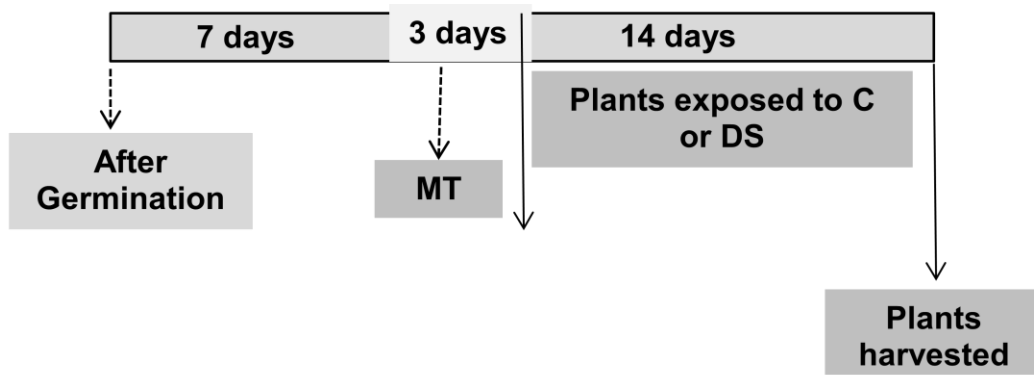 7 days
3 days
14 days
After
Germination
MT
Plants exposed to C
or DS
Plants
harvested